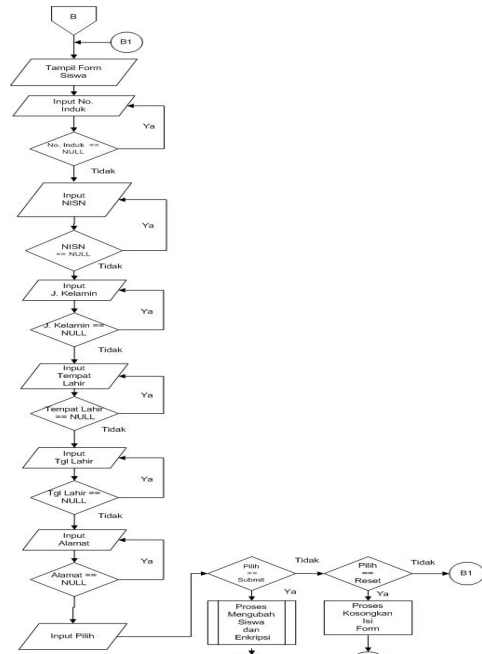 B
B1
Tampil Form
Siswa
Input No.
Induk
Ya
No. Induk ==
NULL
Tidak
Input
NISN
Ya
NISN
== NULL
Tidak
Input
J. Kelamin
Ya
J. Kelamin ==
NULL
Tidak
Input
Tempat
Lahir
Ya
Tempat Lahir
== NULL
Tidak
Input
Tgl Lahir
Ya
Tgl Lahir ==
NULL
Tidak
Input
Alamat
Ya
Alamat ==
NULL
Input Pilih
Pilih
==
Submit
Tidak
Ya
Proses
Mengubah
Siswa
dan
Enkripsi
Pilih
==
Reset
Tidak
Ya
Proses
Kosongkan
Isi
Form
B1